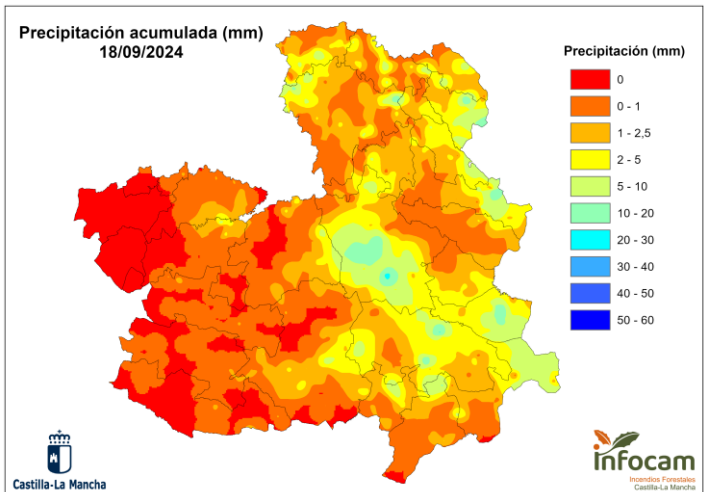 Precipitación acumulada (mm)
18/09/2024
Precipitación (mm)
0
0 - 1
1 - 2,5
2 - 5
5 - 10
10 - 20
20 - 30
30 - 40
40 - 50
50 - 60
Castilla-La Mancha
infocam
Incendios Forestales
Castilla-La Mancha